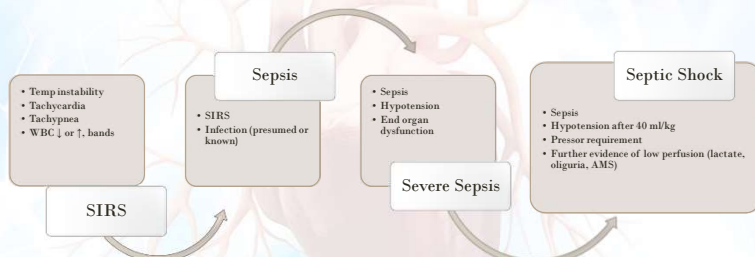 • Temp instability
• Tachycardia
• Tachypnea
• WBC ↓ or ↑, bands
SIRS
Sepsis
• SIRS
• Infection (presumed or
known)
• Sepsis
• Hypotension
• End organ
dysfunction
Severe Sepsis
Septic Shock
• Sepsis
• Hypotension after 40 ml/kg
• Pressor requirement
• Further evidence of low perfusion (lactate,
oliguria, AMS)